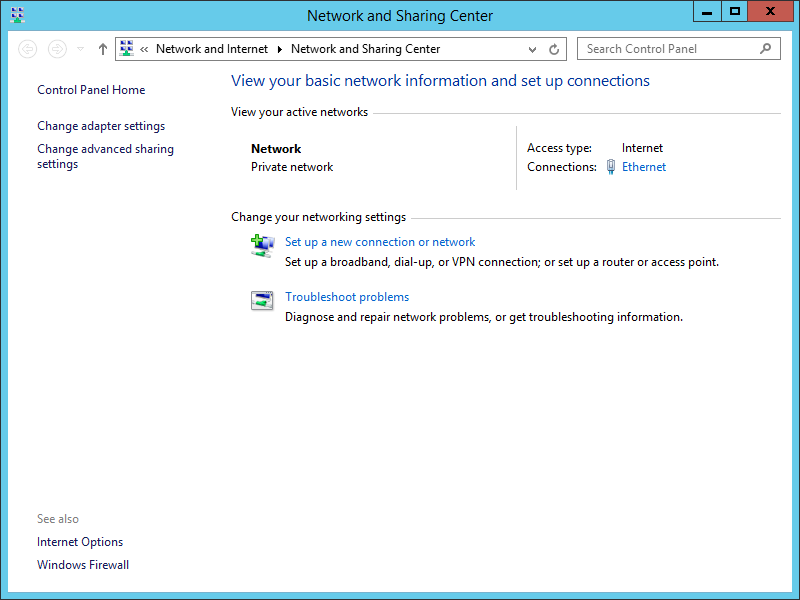 Network and Sharing Center
« Network and Internet Network and Sharing Center
Search Control Panel
Control Panel Home
Change adapter settings
Change advanced sharing
settings
View your basic network information and set up connections
View your active networks
Network
Private network
Access type: Internet
Connections: Ethernet
Change your networking settings
Set up a new connection or network
Set up a broadband, dial-up, or VPN connection; or set up a router or access point.
Troubleshoot problems
Diagnose and repair network problems, or get troubleshooting information.
See also
Internet Options
Windows Firewall